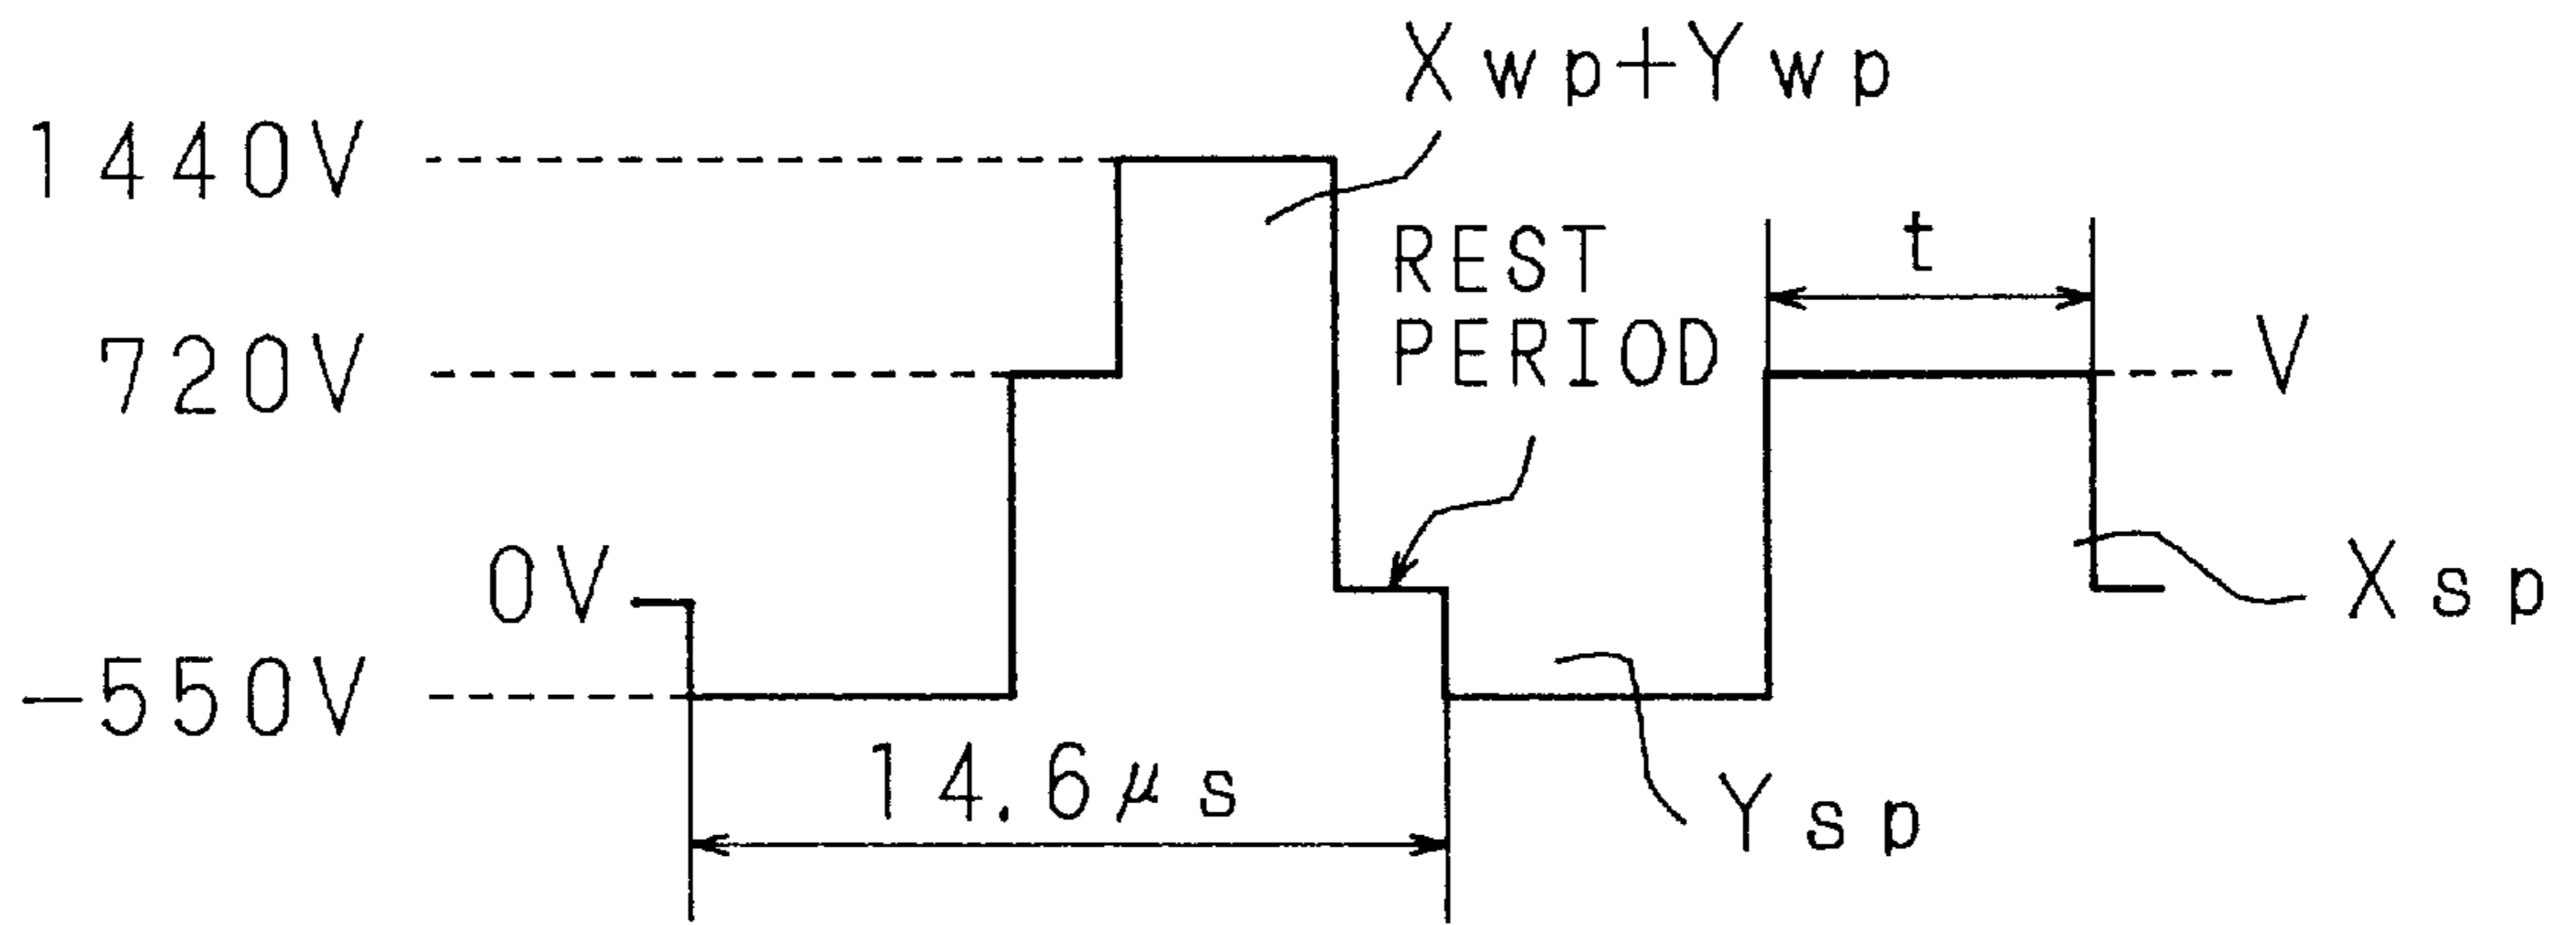 Xwp+Ywp
1440V
REST
PERIOD
t
720V
V
0V
Xsp
-550V
14.6μs
Ysp